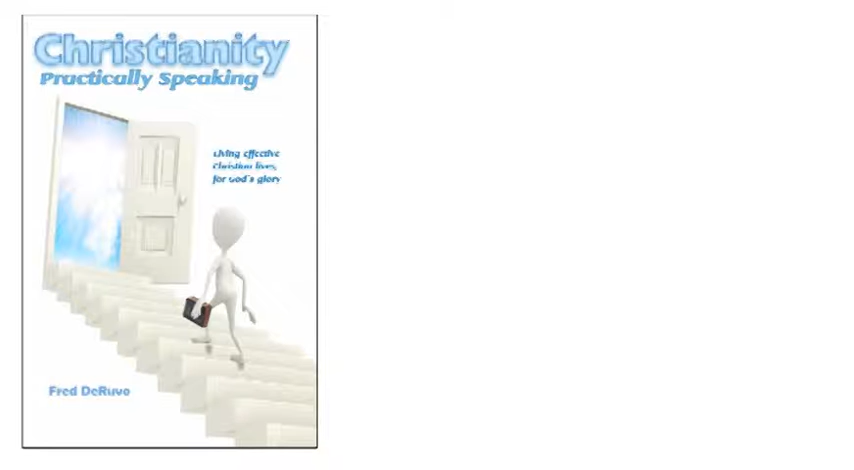 Christianity
Practically Speaking
Living effective
Christian lives,
for God's glory
Fred DeRuvo